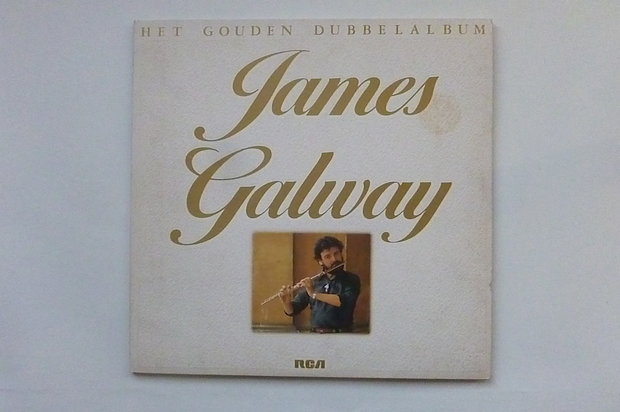 HET GOUDEN DUBBELALBUM
James
Galway
RCA